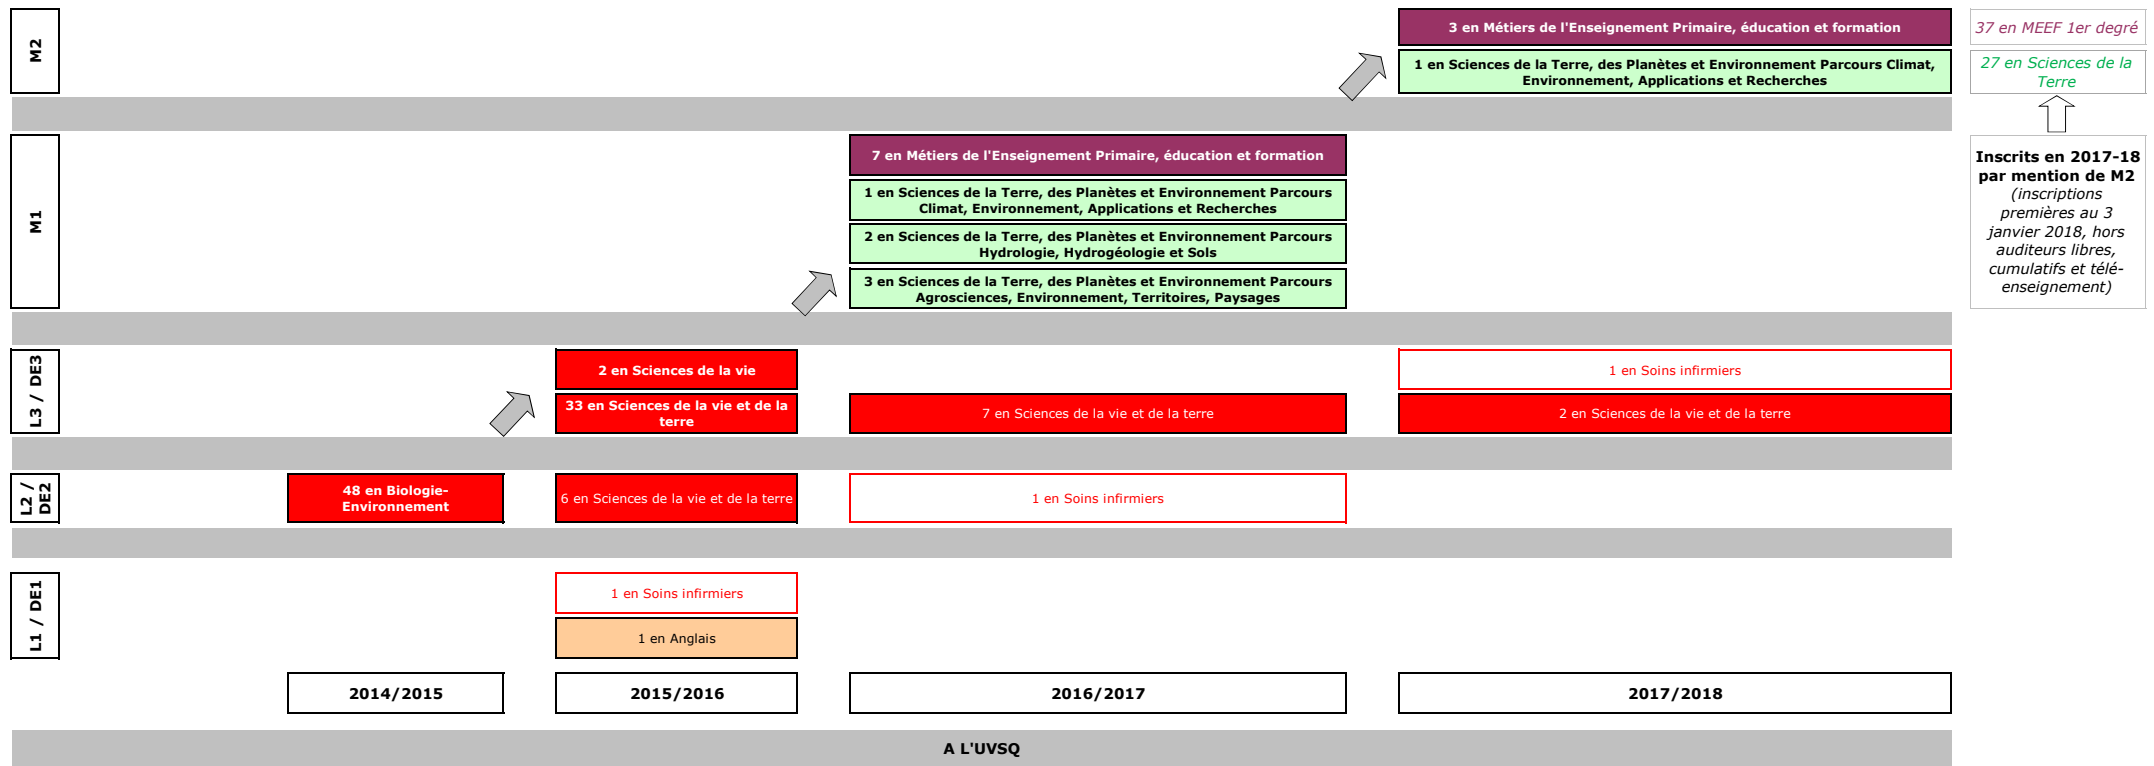 M2
3 en Métiers de l'Enseignement Primaire, éducation et formation
1 en Sciences de la Terre, des Planètes et Environnement Parcours Climat,
Environnement, Applications et Recherches
37 en MEEF 1er degré
27 en Sciences de la
Terre
M1
7 en Métiers de l'Enseignement Primaire, éducation et formation
1 en Sciences de la Terre, des Planètes et Environnement Parcours
Climat, Environnement, Applications et Recherches
2 en Sciences de la Terre, des Planètes et Environnement Parcours
Hydrologie, Hydrogéologie et Sols
3 en Sciences de la Terre, des Planètes et Environnement Parcours
Agrosciences, Environnement, Territoires, Paysages
Inscrits en 2017-18
par mention de M2
(inscriptions
premières au 3
janvier 2018, hors
auditeurs libres,
cumulatifs et télé-
enseignement)
L3 / DE3
2 en Sciences de la vie
33 en Sciences de la vie et de la
terre
7 en Sciences de la vie et de la terre
1 en Soins infirmiers
2 en Sciences de la vie et de la terre
L2 /
DE2
48 en Biologie-
Environnement
6 en Sciences de la vie et de la terre
1 en Soins infirmiers
L1 / DE1
1 en Soins infirmiers
1 en Anglais
2014/2015
2015/2016
2016/2017
2017/2018
A L'UVSQ